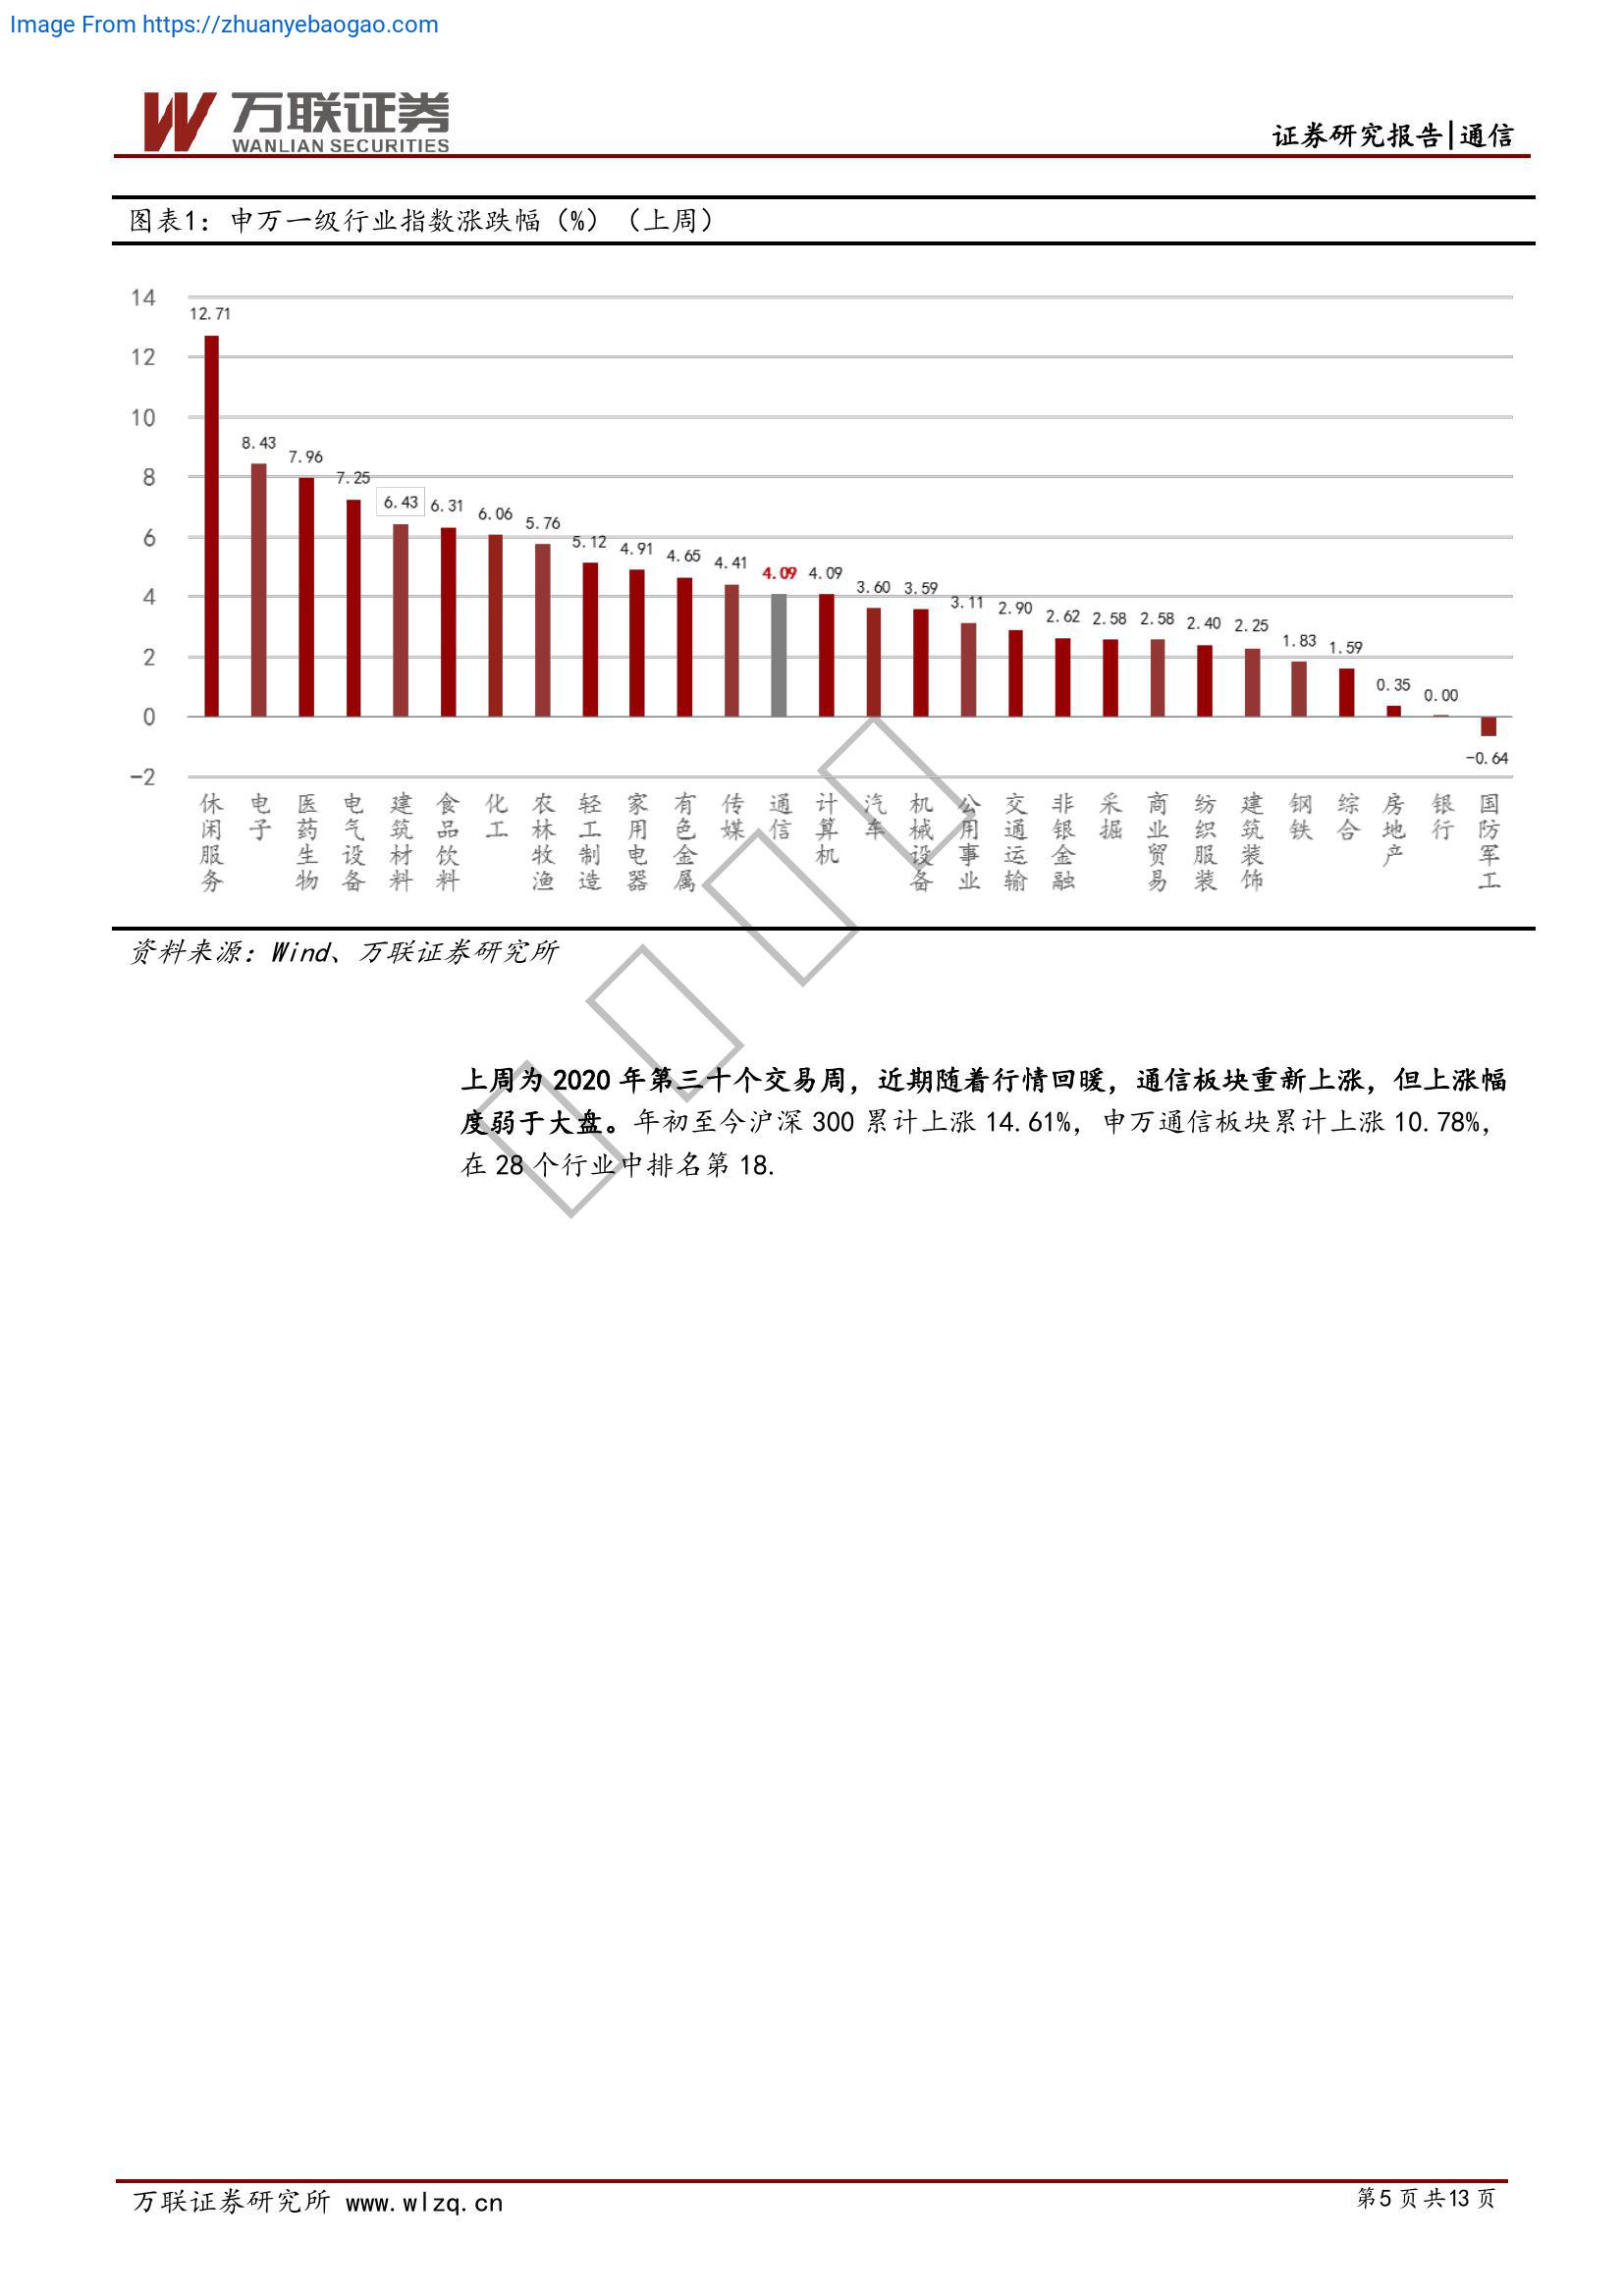 Image From https://zhuanyebaogao.com
万联证券
WANLIAN SECURITIES
证券研究报告|通信
图表1：申万一级行业指数涨跌幅（%）（上周）
14
12
10
8
6
4
2
0
-2
12.71
8.43
7.96
7.25
6.43
6.31
6.06
5.76
5.12
4.91
4.65
4.41
4.09
4.09
3.60
3.59
3.11
2.90
2.62
2.58
2.58
2.40
2.25
1.83
1.59
0.35
0.00
-0.64
休闲服务
电子
医药生物
电气设备
建筑材料
食品饮料
化工
农林牧渔
轻工制造
家用电器
有色金属
传媒
通信
计算机
汽车
机械设备
公用事业
交通运输
非银金融
采掘
商业贸易
纺织服装
建筑装饰
钢铁
综合
房地产
银行
国防军工
资料来源：Wind、万联证券研究所
上周为 2020 年第三十个交易周，近期随着行情回暖，通信板块重新上涨，但上涨幅
度弱于大盘。年初至今沪深 300 累计上涨 14.61%，申万通信板块累计上涨 10.78%，
在 28 个行业中排名第 18.
万联证券研究所 www.wlzq.cn
第5 页 共13 页